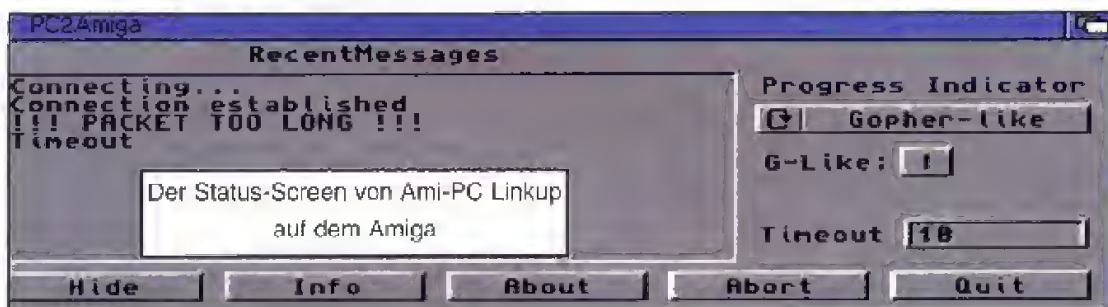 PC2Amiga
RecentMessages
Connecting...
Connection established
!!! PACKET TOO LONG !!!
Timeout
Der Status-Screen von Ami-PC Linkup
auf dem Amiga
Progress Indicator
Gopher-like
G-Like:
Timeout 10
Hide Info About Abort Quit